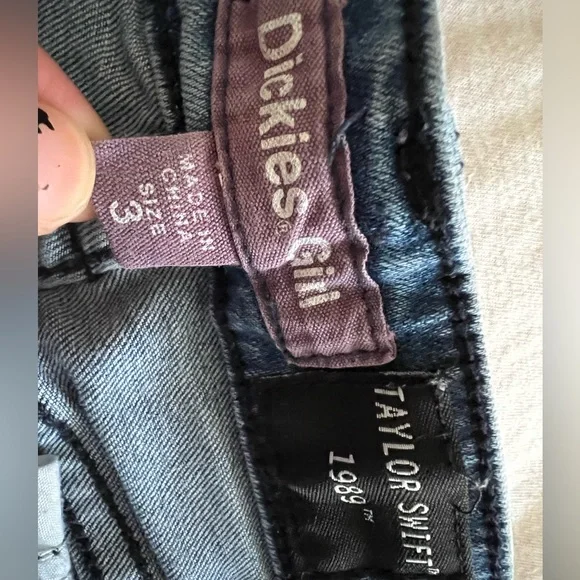 Dickies® Girl
MADE IN
CHINA
SIZE
3
TAYLOR SWIFT®
1989™